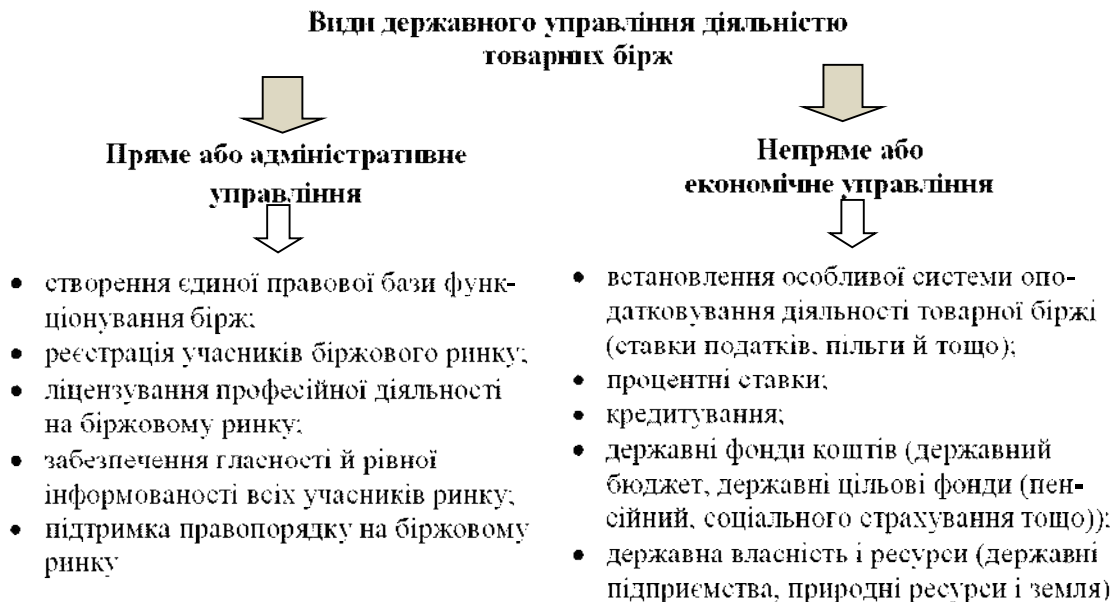 Види державного управління діяльністю
товарних бірж
Пряме або адміністративне
управління
• створення єдиної правової бази функ-
ціонування бірж;
• реєстрація учасників біржового ринку;
• ліцензування професійної діяльності
на біржовому ринку;
• забезпечення гласності й рівної
інформованості всіх учасників ринку;
• підтримка правопорядку на біржовому
ринку
Непряме або
економічне управління
• встановлення особливої системи опо-
датковування діяльності товарної біржі
(ставки податків, пільги й тощо);
• процентні ставки;
• кредитування;
• державні фонди коштів (державний
бюджет, державні цільові фонди (пен-
сійний, соціального страхування тощо));
• державна власність і ресурси (державні
підприємства, природні ресурси і земля)